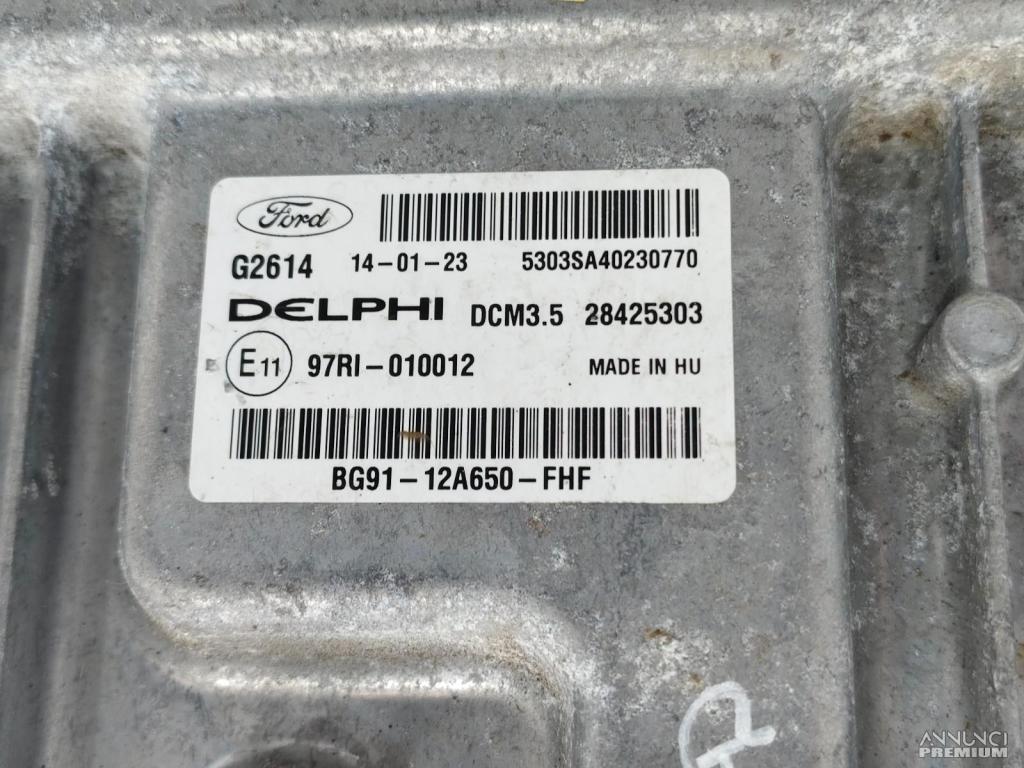 Ford
G2614 14-01-23 5303SA40230770
DELPHI DCM3.5 28425303
E11 97RI-010012 MADE IN HU
BG91-12A650-FHF
ANNUNCI
PREMIUM